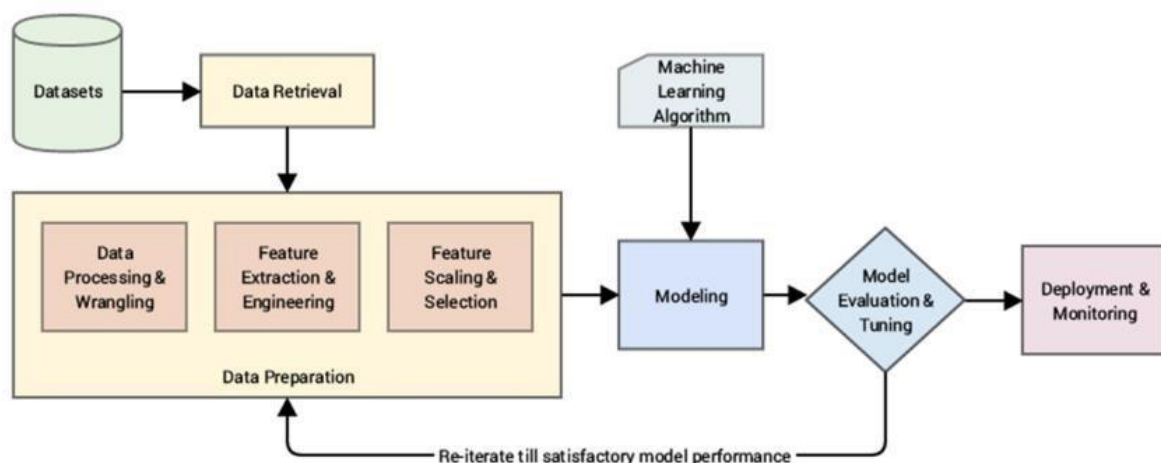 Datasets
Data Retrieval
Machine
Learning
Algorithm
Data
Processing &
Wrangling
Feature
Extraction &
Engineering
Feature
Scaling &
Selection
Data Preparation
Modeling
Model
Evaluation &
Tuning
Deployment &
Monitoring
Re-iterate till satisfactory model performance